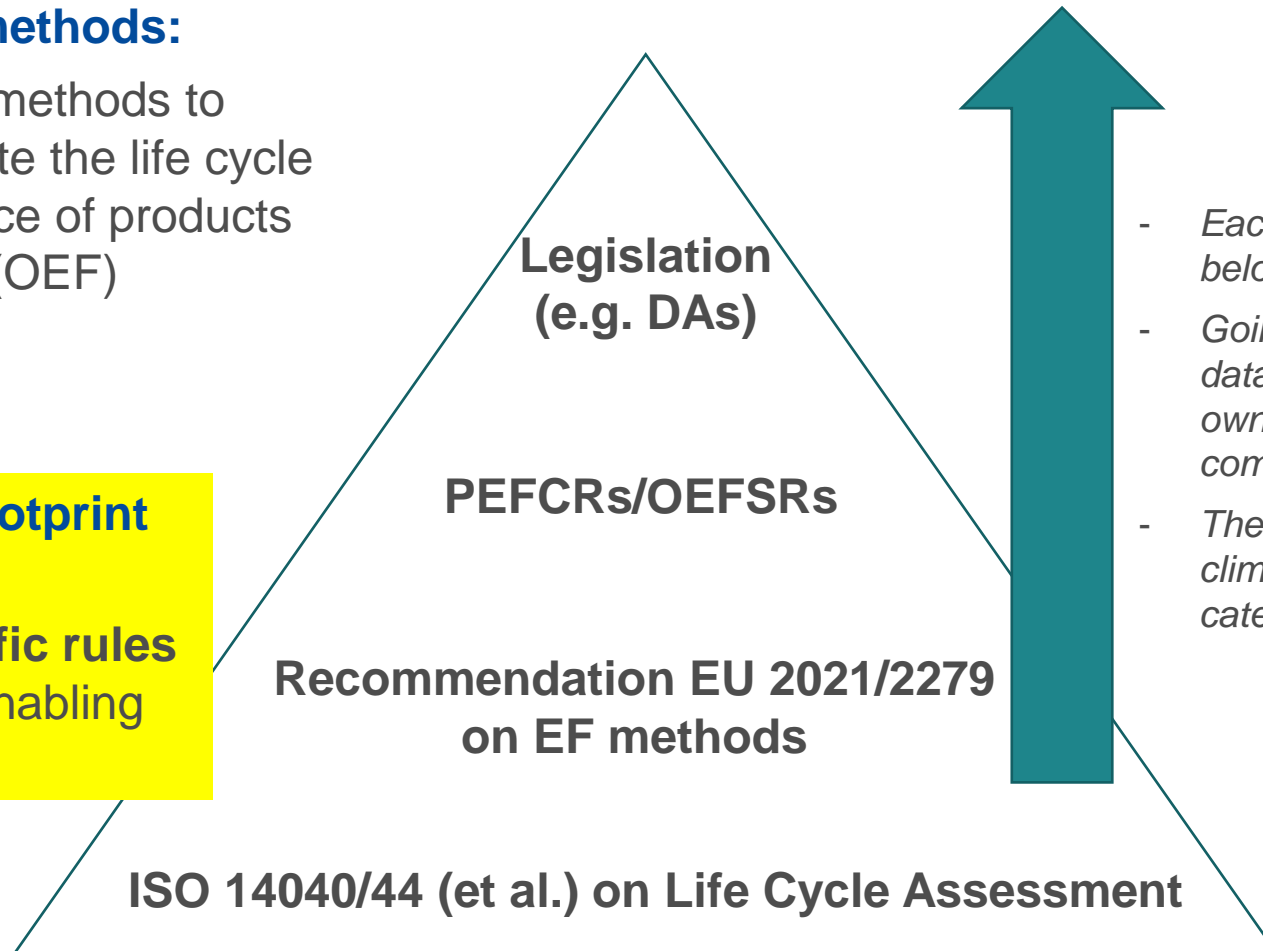 methods:
methods to
te the life cycle
ce of products
(OEF)
otprint
fic rules
nabling
Legislation
(e.g. DAs)
PEFCRs/OEFSRs
Recommendation EU 2021/2279
on EF methods
ISO 14040/44 (et al.) on Life Cycle Assessment
- Eac
belo
- Goi
data
own
com
- The
clim
cate